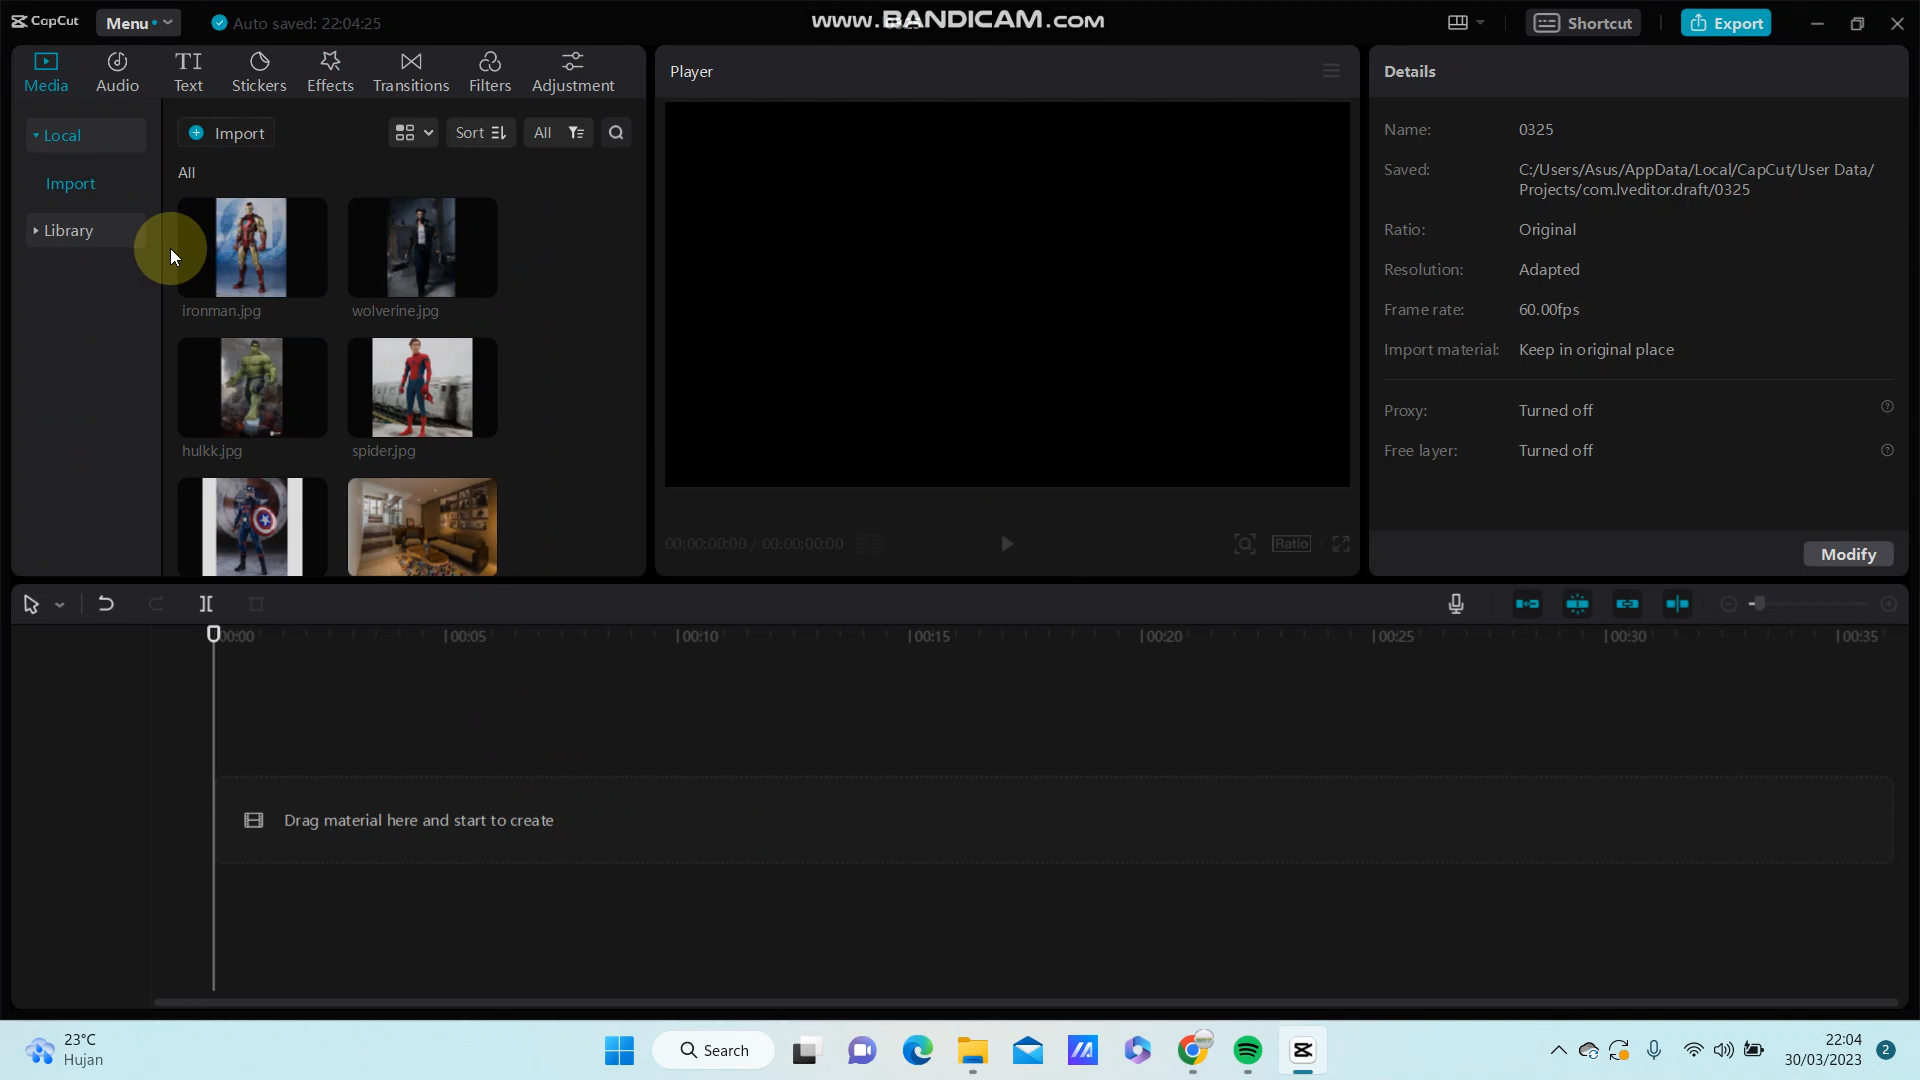 CapCut
Menu
Auto saved: 22:04:25
www.BANDICAM.com
Shortcut
Export
Media
Audio
Text
Stickers
Effects
Transitions
Filters
Adjustment
Player
Details
Local
Import
Library
Import
Sort
All
All
ironman.jpg
wolverine.jpg
hulkk.jpg
spider.jpg
Name: 0325
Saved: C:/Users/Asus/AppData/Local/CapCut/User Data/
Projects/com.lveditor.draft/0325
Ratio: Original
Resolution: Adapted
Frame rate: 60.00fps
Import material: Keep in original place
Proxy: Turned off
Free layer: Turned off
00:00:00:00 / 00:00:00:00
Ratio
Modify
00:00
00:05
00:10
00:15
00:20
00:25
00:30
00:35
Drag material here and start to create
23°C
Hujan
Search
22:04
30/03/2023
2